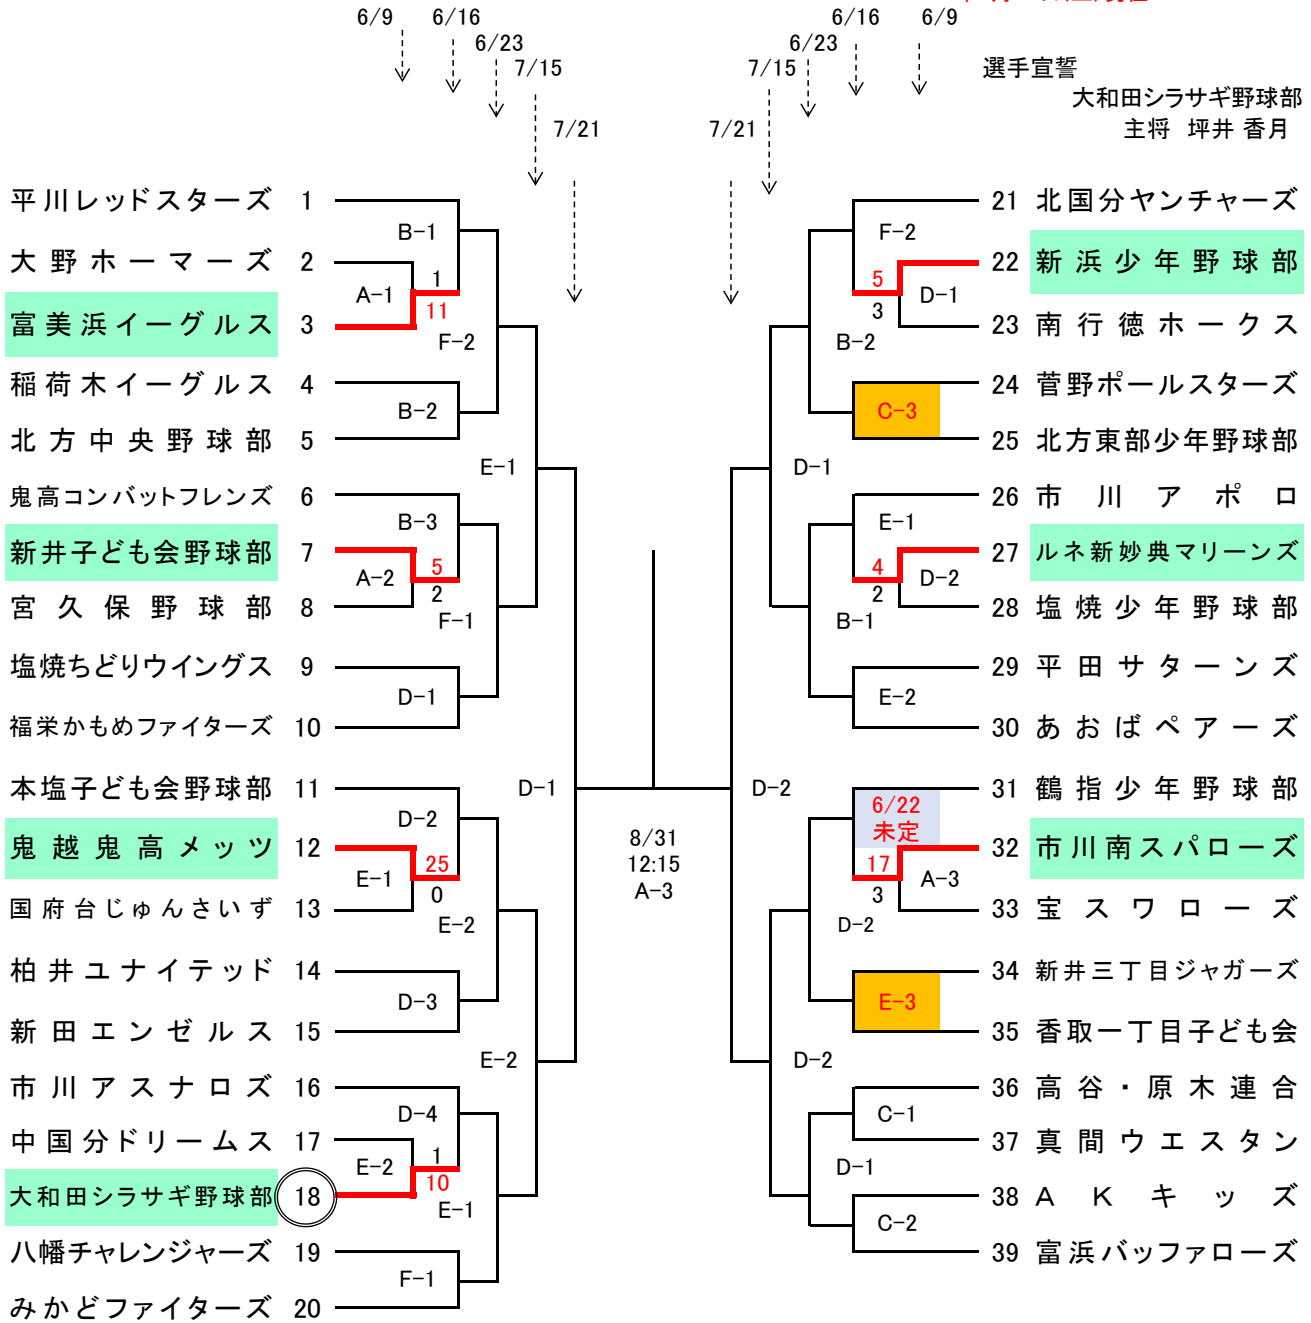 6/9
6/16
6/23
7/15
7/21
6/16
6/9
6/23
7/15
7/21
選手宣誓
大和田シラサギ野球部
主将 坪井 香月
平川レッドスターズ 1
大野ホーマーズ 2
富美浜イーグルス 3
稲荷木イーグルス 4
北方中央野球部 5
鬼高コンバットフレンズ 6
新井子ども会野球部 7
宮久保野球部 8
塩焼ちどりウイングス 9
福栄かもめファイターズ 10
本塩子ども会野球部 11
鬼越鬼高メッツ 12
国府台じゅんさいず 13
柏井ユナイテッド 14
新田エンゼルス 15
市川アスナロズ 16
中国分ドリームス 17
大和田シラサギ野球部 18
八幡チャレンジャーズ 19
みかどファイターズ 20
B-1
A-1
1
11
F-2
B-2
E-1
B-3
A-2
5
2
F-1
D-1
D-1
D-2
E-1
25
0
E-2
D-3
E-2
D-4
E-2
1
10
E-1
F-1
8/31
12:15
A-3
F-2
5
3
D-1
B-2
C-3
D-1
E-1
4
2
D-2
B-1
E-2
D-2
6/22
未定
17
3
A-3
D-2
E-3
D-2
C-1
D-1
C-2
21 北国分ヤンチャーズ
22 新浜少年野球部
23 南行徳ホークス
24 菅野ポールスターズ
25 北方東部少年野球部
26 市川アポロ
27 ルネ新妙典マリーンズ
28 塩焼少年野球部
29 平田サターンズ
30 あおばペアーズ
31 鶴指少年野球部
32 市川南スパローズ
33 宝スワローズ
34 新井三丁目ジャガーズ
35 香取一丁目子ども会
36 高谷・原木連合
37 真間ウエスタン
38 AKキッズ
39 富浜バッファローズ